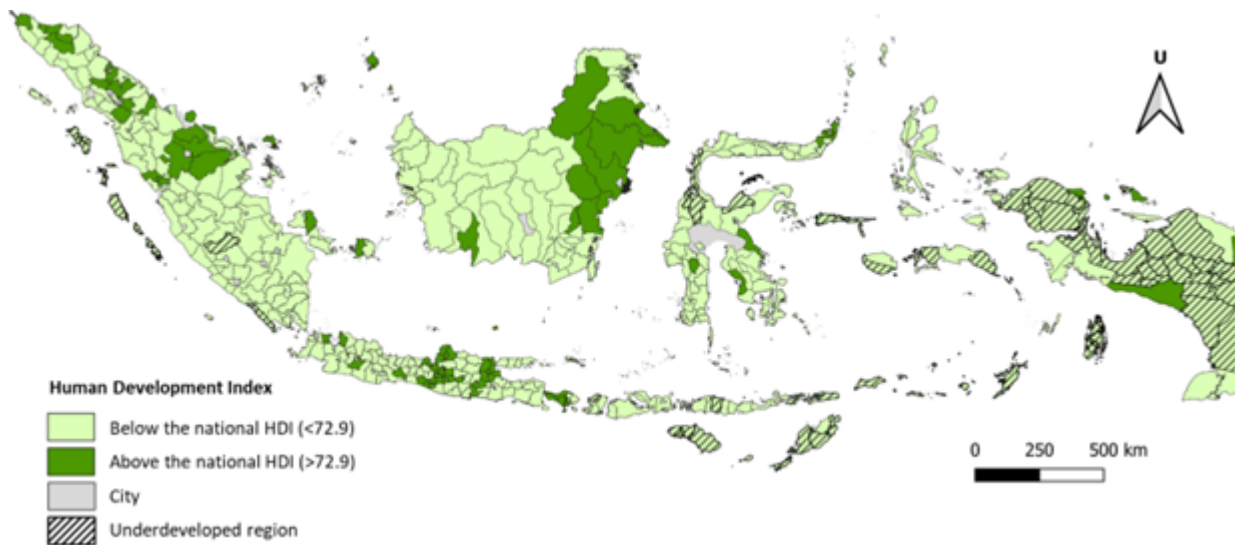 U
Human Development Index
Below the national HDI (<72.9)
Above the national HDI (>72.9)
City
Underdeveloped region
0 250 500 km